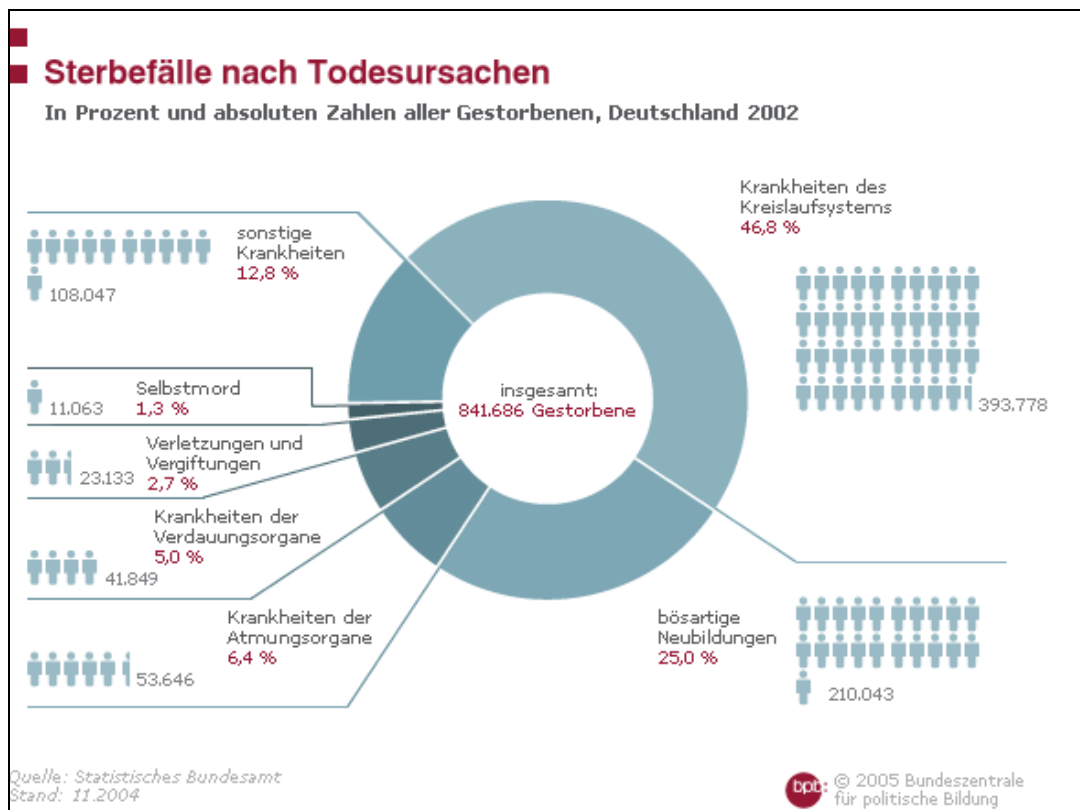 Sterbefälle nach Todesursachen
In Prozent und absoluten Zahlen aller Gestorbenen, Deutschland 2002
Krankheiten des
Kreislaufsystems
46,8 %
393.778
sonstige
Krankheiten
12,8 %
108.047
insgesamt:
841.686 Gestorbene
Selbstmord
1,3 %
11.063
Verletzungen und
Vergiftungen
2,7 %
23.133
Krankheiten der
Verdauungsorgane
5,0 %
41.849
Krankheiten der
Atmungsorgane
6,4 %
53.646
bösartige
Neubildungen
25,0 %
210.043
Quelle: Statistisches Bundesamt
Stand: 11.2004
bpb: © 2005 Bundeszentrale
für politische Bildung